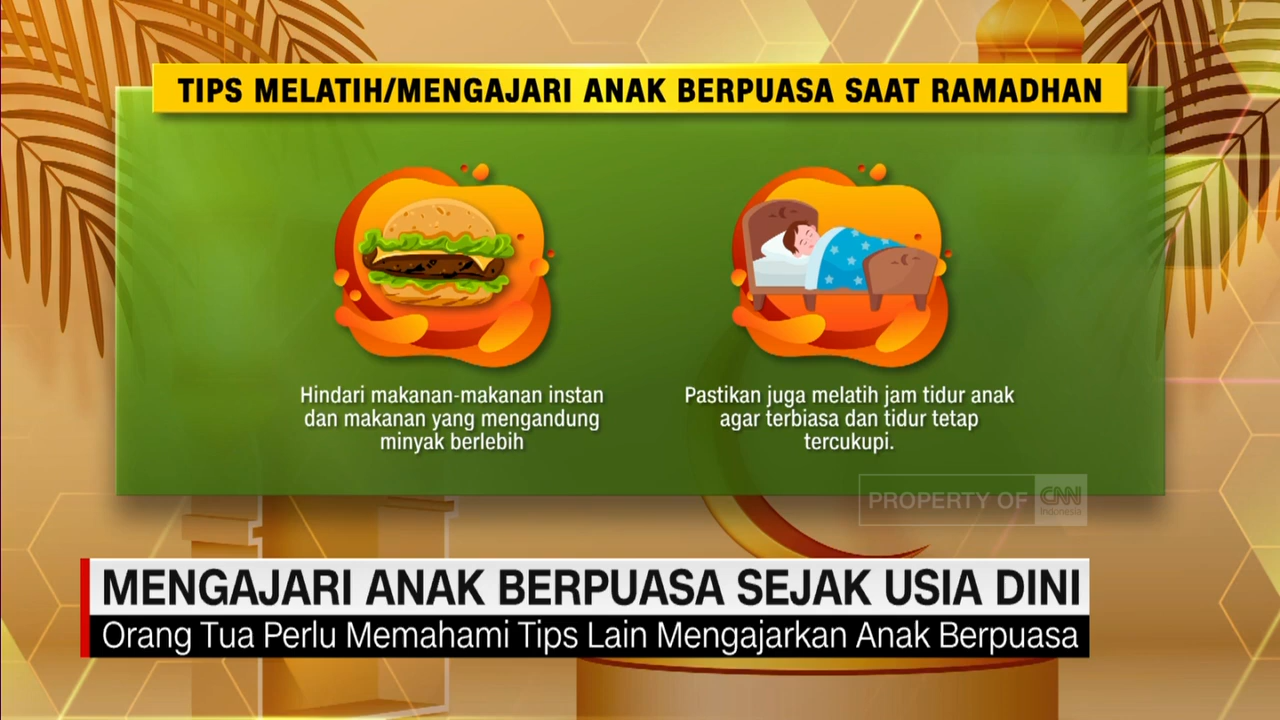 TIPS MELATIH/MENGAJARI ANAK BERPUASA SAAT RAMADHAN
Hindari makanan-makanan instan
dan makanan yang mengandung
minyak berlebih
Pastikan juga melatih jam tidur anak
agar terbiasa dan tidur tetap
tercukupi.
PROPERTY OF CNN Indonesia
MENGAJARI ANAK BERPUASA SEJAK USIA DINI
Orang Tua Perlu Memahami Tips Lain Mengajarkan Anak Berpuasa